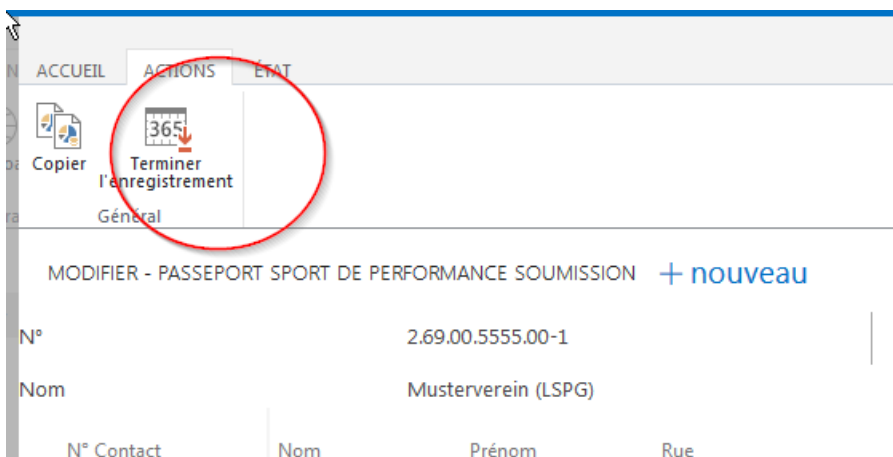 ACCUEIL ACTIONS ÉTAT
365
Copier Terminer
l'enregistrement
Général
MODIFIER - PASSEPORT SPORT DE PERFORMANCE SOUMISSION + nouveau
N° 2.69.00.5555.00-1
Nom Musterverein (LSPG)
N° Contact Nom Prénom Rue